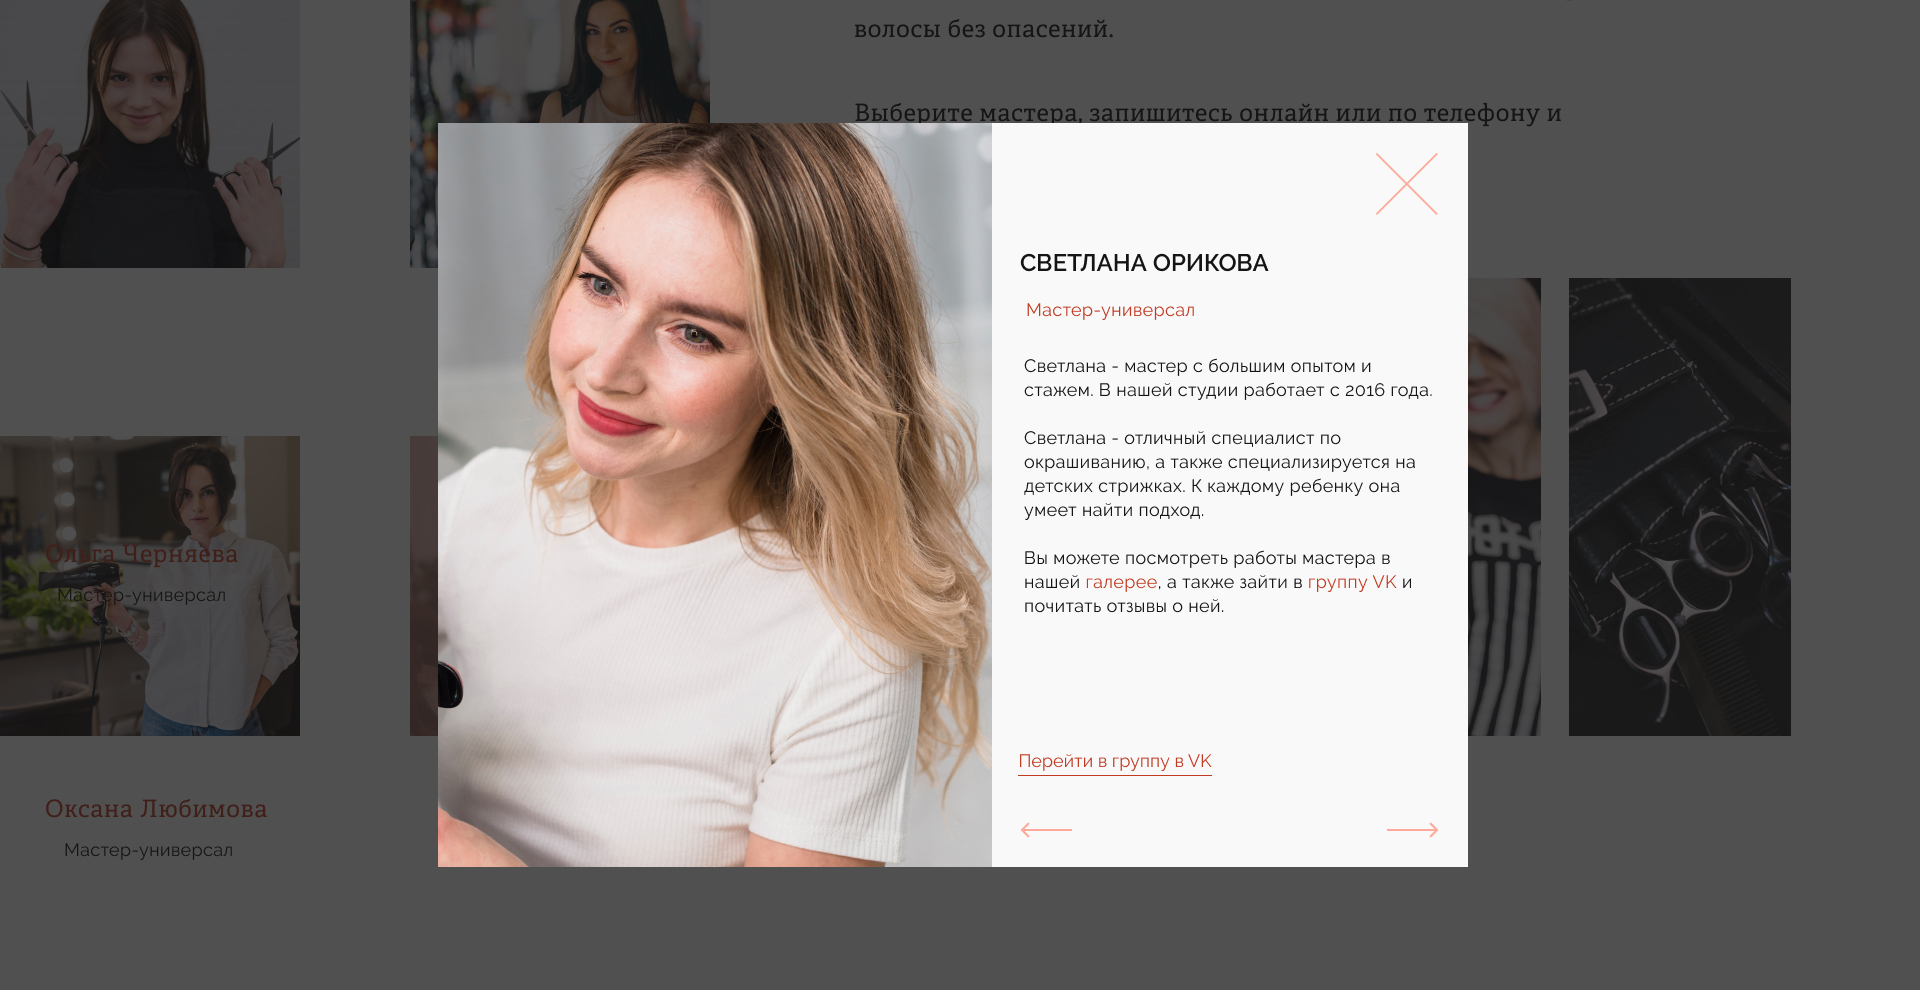 волосы без опасений.
Выберите мастера, запишитесь онлайн или по телефону и
СВЕТЛАНА ОРИКОВА
Мастер-универсал
Светлана - мастер с большим опытом и
стажем. В нашей студии работает с 2016 года.
Светлана - отличный специалист по
окрашиванию, а также специализируется на
детских стрижках. К каждому ребенку она
умеет найти подход.
Вы можете посмотреть работы мастера в
нашей галерее, а также зайти в группу VK и
почитать отзывы о ней.
Перейти в группу в VK
Ольга Черняева
Мастер-универсал
Оксана Любимова
Мастер-универсал